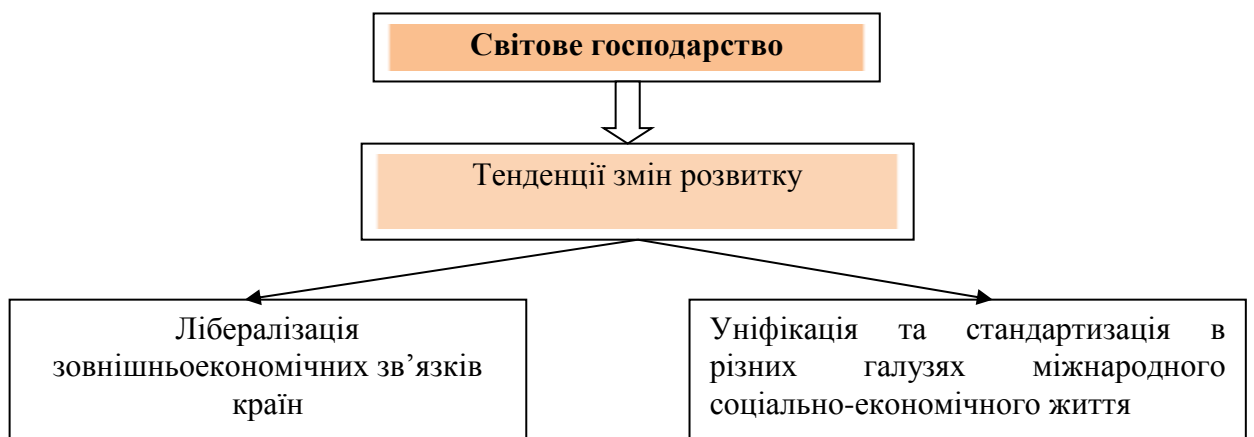 Світове господарство
Тенденції змін розвитку
Лібералізація
зовнішньоекономічних зв’язків
країн
Уніфікація та стандартизація в
різних галузях міжнародного
соціально-економічного життя